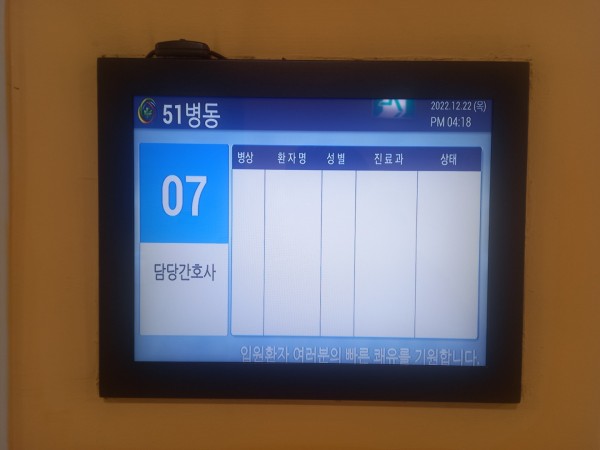 51병동
2022.12.22 (목)
PM 04:18
07
담당간호사
병상 환자명 성별 진료과 상태
입원환자 여러분의 빠른 쾌유를 기원합니다.